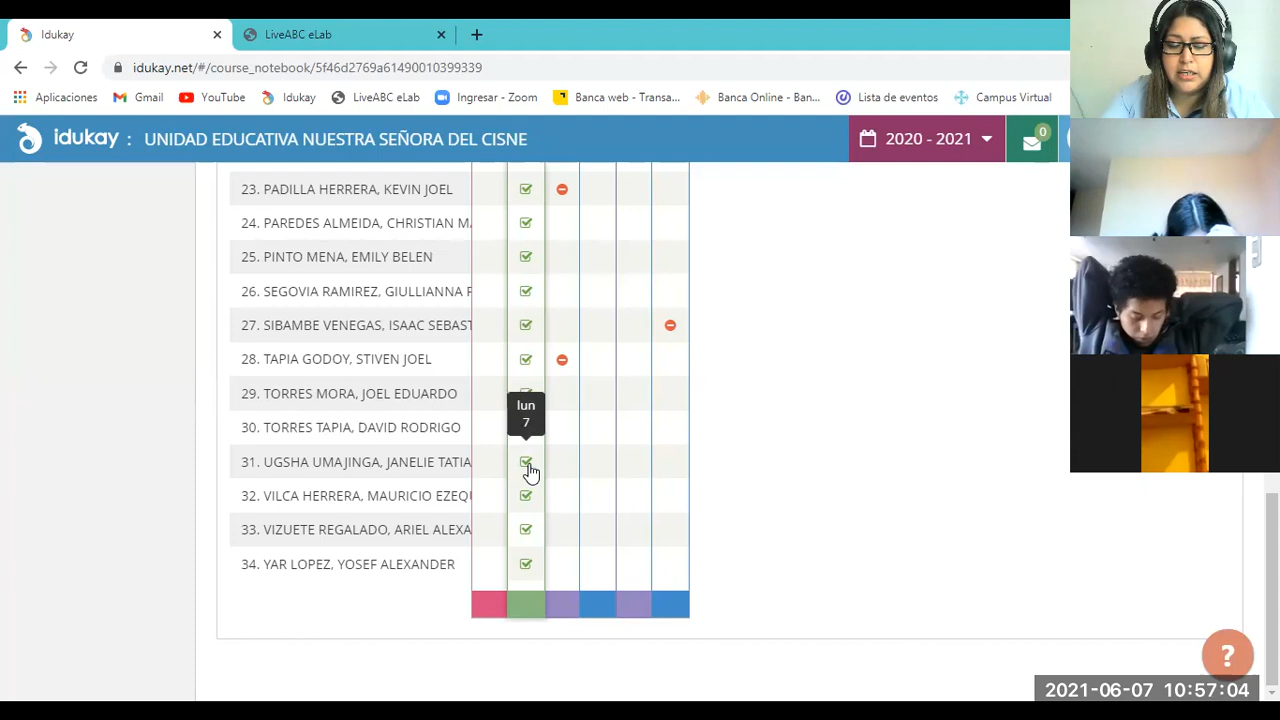 Idukay
LiveABC eLab
idukay.net/#/course_notebook/5f46d2769a61490010399339
Aplicaciones
Gmail
YouTube
Idukay
LiveABC eLab
Ingresar - Zoom
Banca web - Transa...
Banca Online - Ban...
Lista de eventos
Campus Virtual
idukay : UNIDAD EDUCATIVA NUESTRA SEÑORA DEL CISNE
2020 - 2021
0
23. PADILLA HERRERA, KEVIN JOEL
24. PAREDES ALMEIDA, CHRISTIAN MA
25. PINTO MENA, EMILY BELEN
26. SEGOVIA RAMIREZ, GIULLIANNA
27. SIBAMBE VENEGAS, ISAAC SEBAST
28. TAPIA GODOY, STIVEN JOEL
29. TORRES MORA, JOEL EDUARDO
lun
7
30. TORRES TAPIA, DAVID RODRIGO
31. UGSHA UMAJINGA, JANELIE TATIA
32. VILCA HERRERA, MAURICIO EZEQU
33. VIZUETE REGALADO, ARIEL ALEXA
34. YAR LOPEZ, YOSEF ALEXANDER
?
2021-06-07 10:57:04